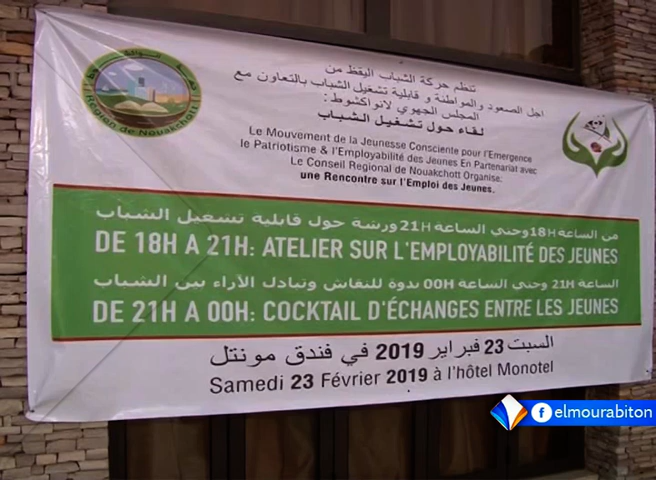 تنظم حركة الشباب اليقظ من
اجل الصعود والمواطنة و قابلية تشغيل الشباب بالتعاون مع
المجلس الجهوي لانواكشوط :
لقاء حول تشغيل الشباب
Le Mouvement de la Jeunesse Consciente pour l'Emergence
le Patriotisme & l'Employabilité des Jeunes En Partenariat avec
Le Conseil Regional de Nouakchott Organise:
une Rencontre sur l'Emploi des Jeunes.
Région de Nouakchott
من الساعة 18H وحتي الساعة 21H ورشة حول قابلية تشغيل الشباب
DE 18H A 21H: ATELIER SUR L'EMPLOYABILITÉ DES JEUNES
الساعة 21H وحتي الساعة 00H ندوة للنقاش وتبادل الآراء بين الشباب
DE 21H A 00H: COCKTAIL D'ÉCHANGES ENTRE LES JEUNES
السبت 23 فبراير 2019 في فندق مونتل
Samedi 23 Février 2019 à l'hôtel Monotel
elmourabiton